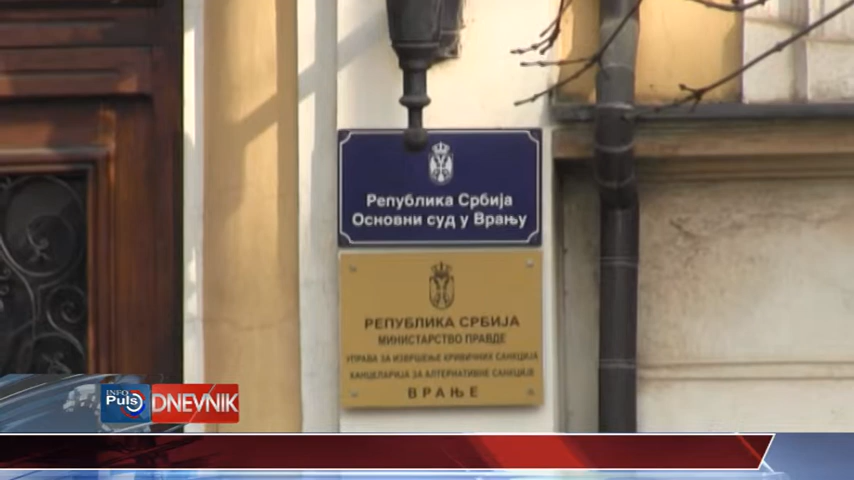 Република Србија
Основни суд у Врању
РЕПУБЛИКА СРБИЈА
МИНИСТАРСТВО ПРАВДЕ
УПРАВА ЗА ИЗВРШЕЊЕ КРИВИЧНИХ САНКЦИЈА
КАНЦЕЛАРИЈА ЗА АЛТЕРНАТИВНЕ САНКЦИЈЕ
ВРАЊЕ
INFO
Puls
DNEVNIK